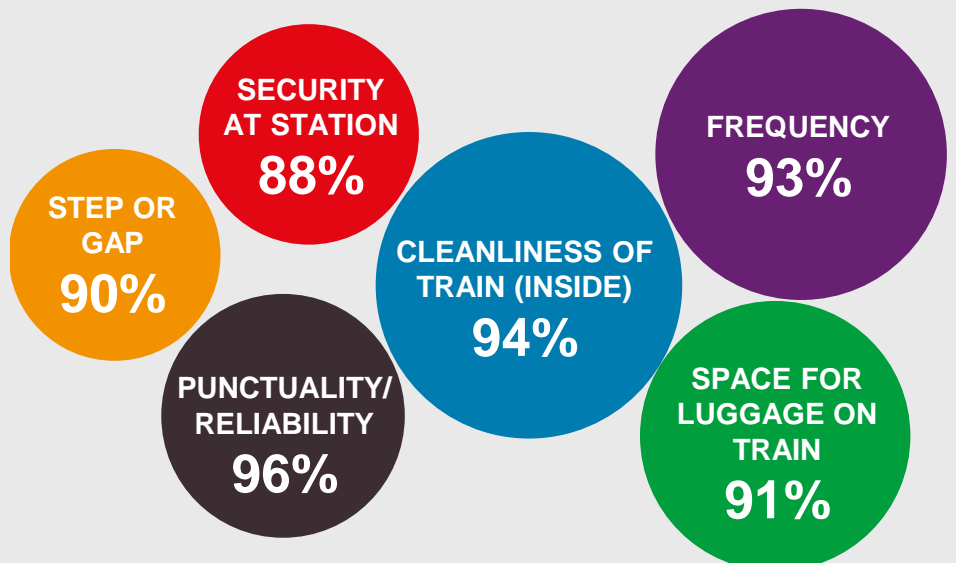 SECURITY
AT STATION
88%
FREQUENCY
93%
STEP OR
GAP
90%
CLEANLINESS OF
TRAIN (INSIDE)
94%
PUNCTUALITY/
RELIABILITY
96%
SPACE FOR
LUGGAGE ON
TRAIN
91%